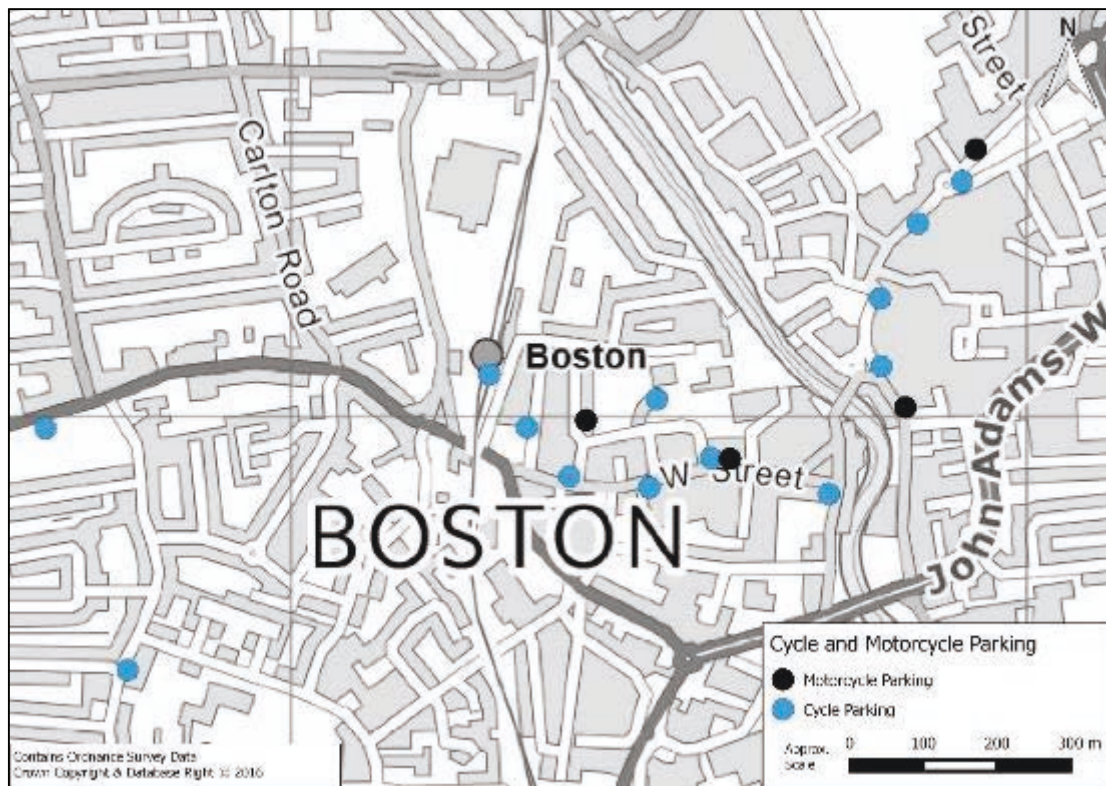 Street
N
Carlton Road
Boston
W Street
BOSTON
John Adams W
Cycle and Motorcycle Parking
Motorcycle Parking
Cycle Parking
Approx.
Scale
0 100 200 300 m
Contains Ordnance Survey Data
Crown Copyright & Database Right © 2016